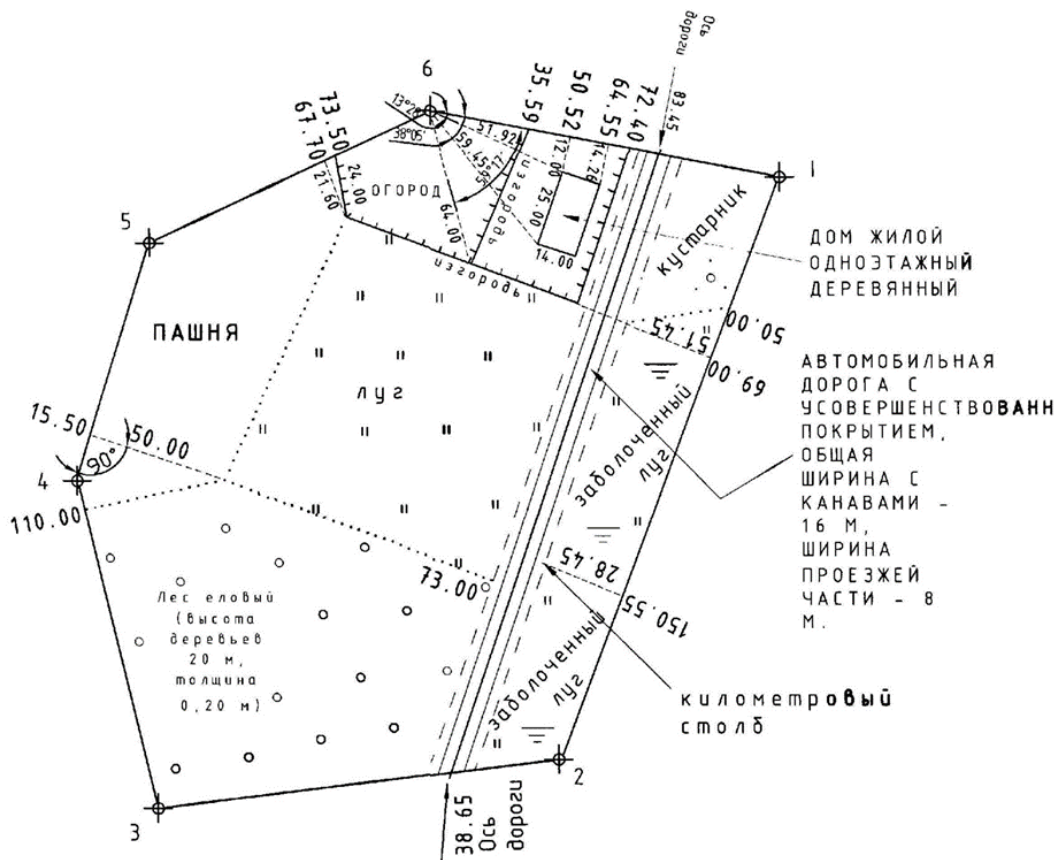 Ось
дороги
83.45
6
35.59
50.52
64.55
72.40
1
67.70
73.50
21.60
24.00
38°05'
51.92
59.45
59°17'
64.00
ОГОРОД
изгородь
изгородь
12.00
14.26
25.00
14.00
кустарник
ДОМ ЖИЛОЙ
ОДНОЭТАЖНЫЙ
ДЕРЕВЯННЫЙ
5
ПАШНЯ
луг
51.45
50.00
69.00
АВТОМОБИЛЬНАЯ
ДОРОГА С
УСОВЕРШЕНСТВОВАНН
ПОКРЫТИЕМ,
ОБЩАЯ
ШИРИНА С
КАНАВАМИ -
16 М,
ШИРИНА
ПРОЕЗЖЕЙ
ЧАСТИ - 8
М.
заболоченный
луг
15.50
50.00
90°
4
110.00
73.00
28.45
150.55
Лес еловый
(высота
деревьев
20 м,
толщина
0,20 м)
заболоченный
луг
километровый
столб
2
3
38.65
Ось
дороги